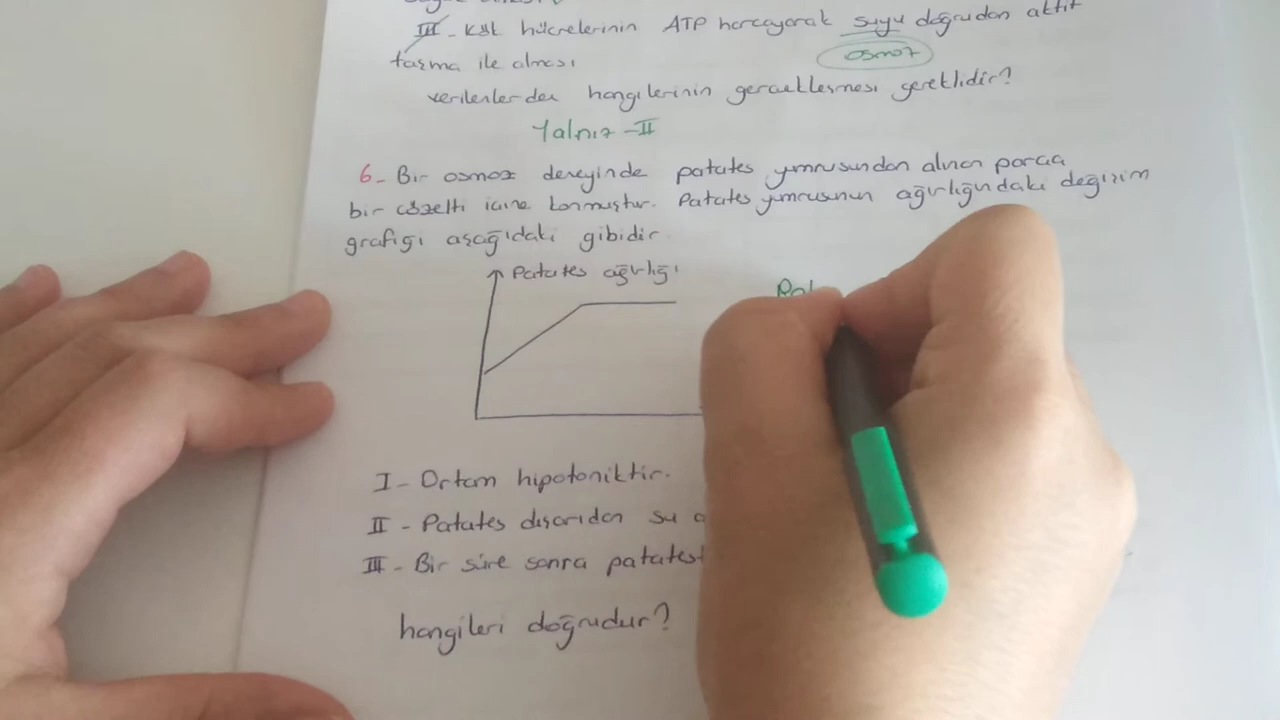 III - Kök hücrelerinin ATP harcayarak suyu doğrudan aktif
taşıma ile alması
osmoz
verilenlerden hangilerinin gerçekleşmesi gereklidir?
Yalnız - II
6- Bir osmoz deneyinde patates yumrusundan alınan parça
bir çözelti içine konmuştur. Patates yumrusunun ağırlığındaki değişim
grafiği aşağıdaki gibidir.
Patates ağırlığı
I - Ortam hipotoniktir.
II - Patates dışarıdan su
III - Bir süre sonra patatest
hangileri doğrudur?